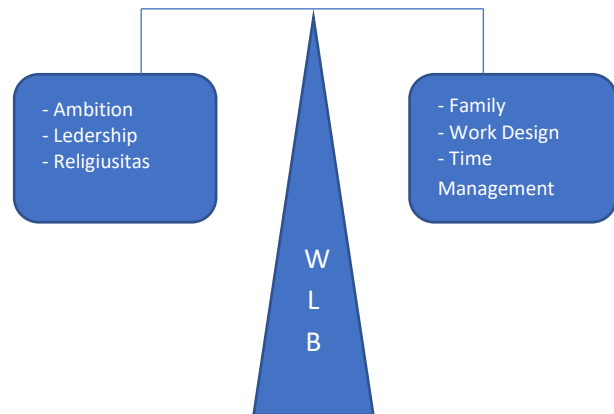 - Ambition
- Ledership
- Religiusitas
- Family
- Work Design
- Time
Management
W
L
B